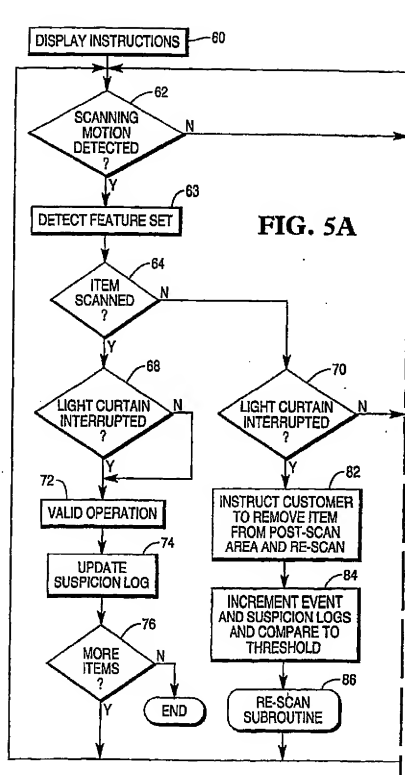 DISPLAY INSTRUCTIONS
60
62
SCANNING
MOTION
DETECTED
?
N
Y
63
DETECT FEATURE SET
FIG. 5A
64
ITEM
SCANNED
?
N
Y
68
LIGHT CURTAIN
INTERRUPTED
?
N
Y
70
LIGHT CURTAIN
INTERRUPTED
?
N
Y
72
VALID OPERATION
82
INSTRUCT CUSTOMER
TO REMOVE ITEM
FROM POST-SCAN
AREA AND RE-SCAN
74
UPDATE
SUSPICION LOG
84
INCREMENT EVENT
AND SUSPICION LOGS
AND COMPARE TO
THRESHOLD
76
MORE
ITEMS
?
N
Y
END
86
RE-SCAN
SUBROUTINE